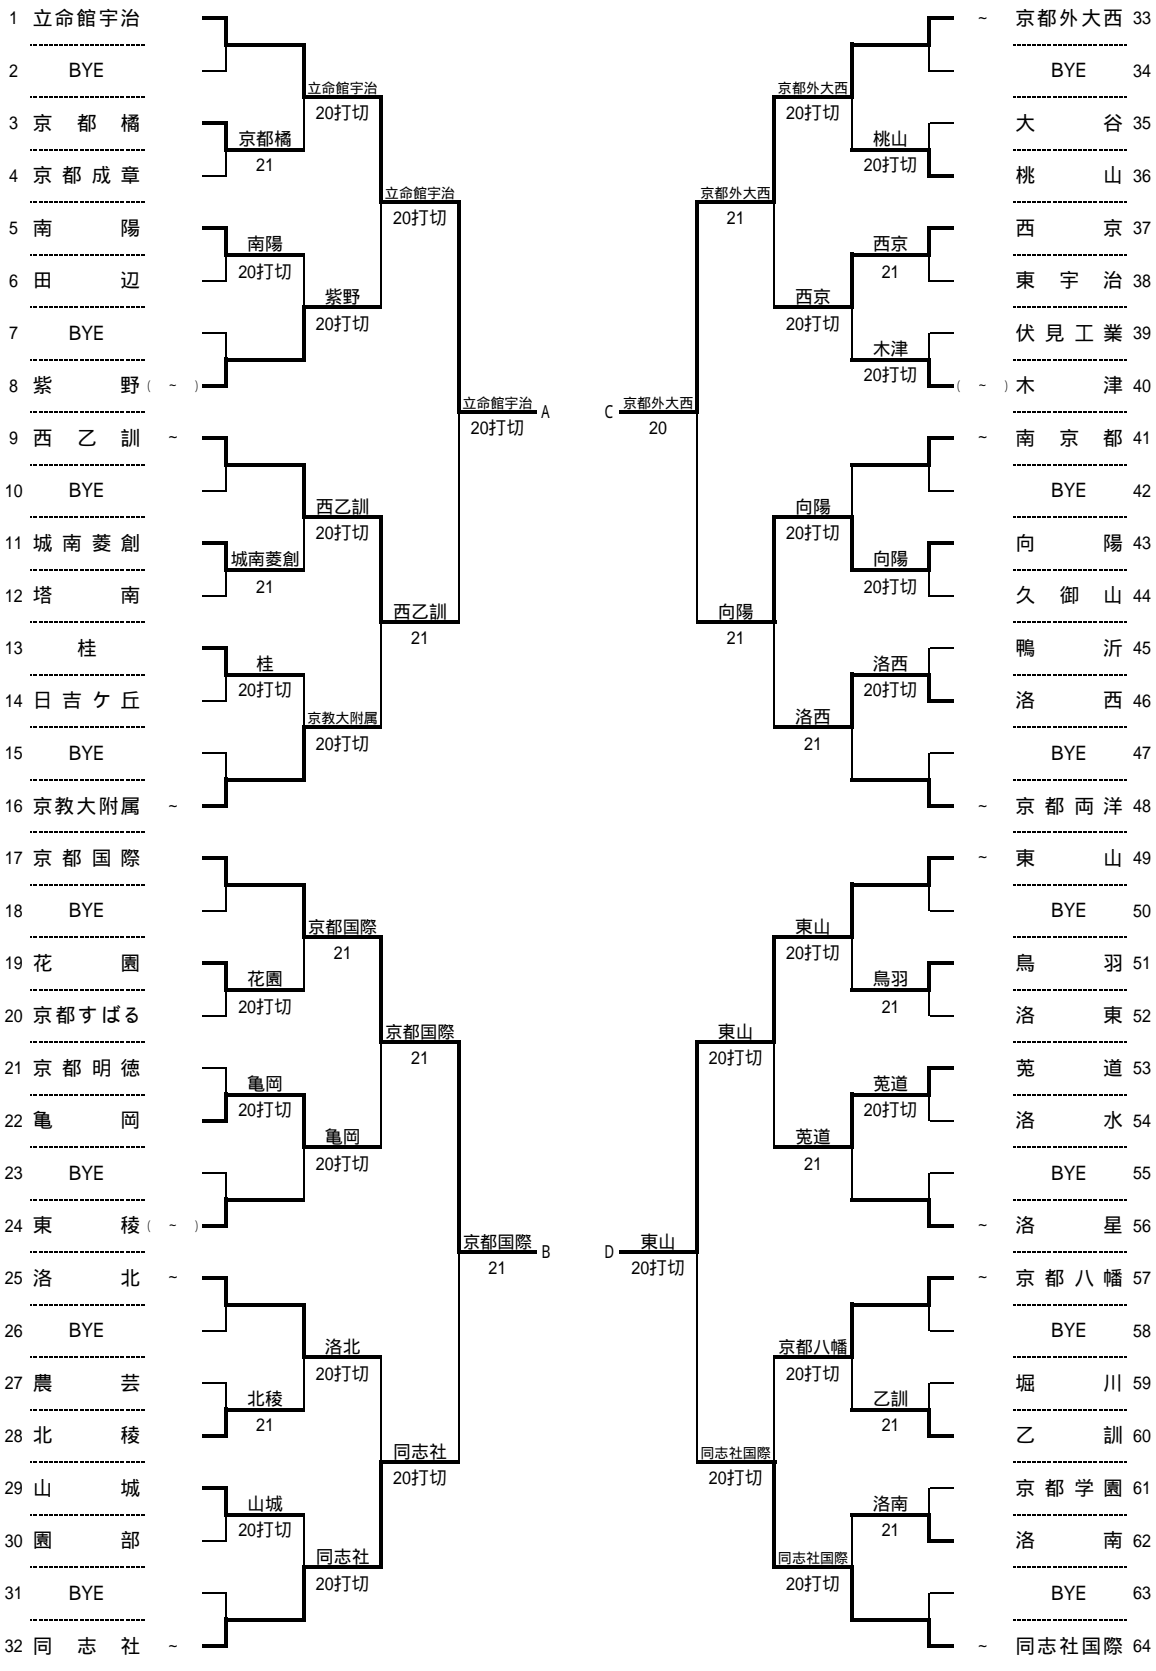 1 立命館宇治
2 BYE
3 京都橘
4 京都成章
5 南陽
6 田辺
7 BYE
8 紫野 ( ~ )
9 西乙訓 ~
10 BYE
11 城南菱創
12 塔南
13 桂
14 日吉ケ丘
15 BYE
16 京教大附属 ~
17 京都国際
18 BYE
19 花園
20 京都すばる
21 京都明徳
22 亀岡
23 BYE
24 東稜 ( ~ )
25 洛北 ~
26 BYE
27 農芸
28 北稜
29 山城
30 園部
31 BYE
32 同志社 ~
京都橘
21
南陽
20打切
城南菱創
21
桂
20打切
花園
20打切
亀岡
20打切
北稜
21
山城
20打切
立命館宇治
20打切
紫野
20打切
西乙訓
20打切
京教大附属
20打切
京都国際
21
亀岡
20打切
洛北
20打切
同志社
20打切
立命館宇治
20打切
西乙訓
21
京都国際
21
同志社
20打切
立命館宇治 A
20打切
京都国際 B
21
C 京都外大西
20
D 東山
20打切
京都外大西
21
向陽
21
東山
20打切
同志社国際
20打切
京都外大西
20打切
西京
20打切
向陽
20打切
洛西
21
東山
20打切
莵道
21
京都八幡
20打切
同志社国際
20打切
桃山
20打切
西京
21
木津
20打切
向陽
20打切
洛西
20打切
鳥羽
21
莵道
20打切
乙訓
21
洛南
21
~ 京都外大西 33
BYE 34
大谷 35
桃山 36
西京 37
東宇治 38
伏見工業 39
( ~ ) 木津 40
~ 南京都 41
BYE 42
向陽 43
久御山 44
鴨沂 45
洛西 46
BYE 47
~ 京都両洋 48
~ 東山 49
BYE 50
鳥羽 51
洛東 52
莵道 53
洛水 54
BYE 55
~ 洛星 56
~ 京都八幡 57
BYE 58
堀川 59
乙訓 60
京都学園 61
洛南 62
BYE 63
~ 同志社国際 64